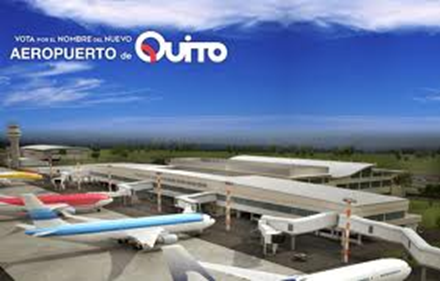 VOTA POR EL NOMBRE DEL NUEVO
AEROPUERTO de Quito